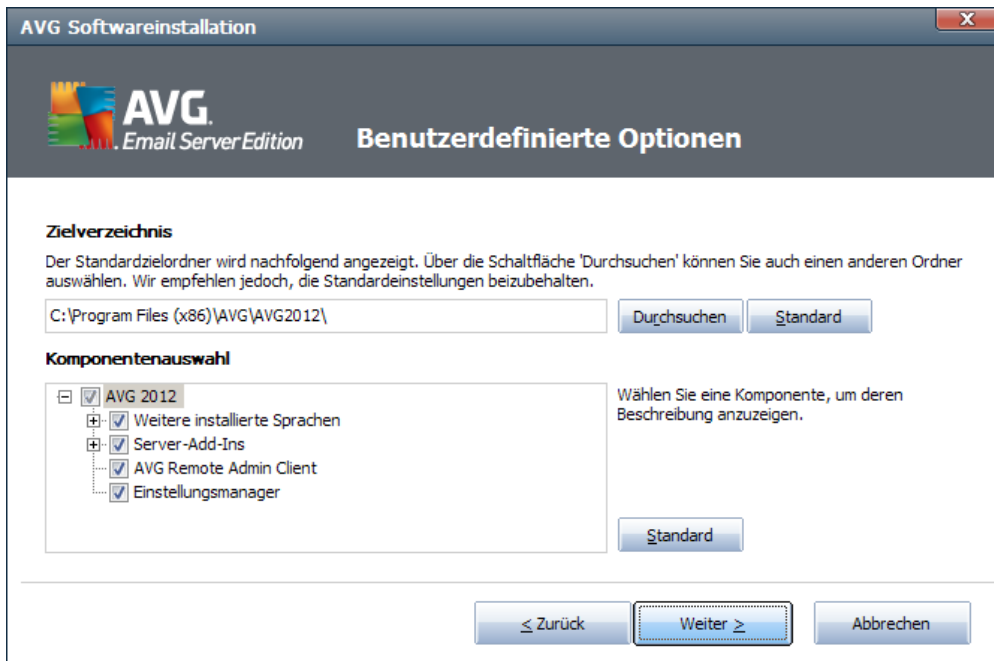 AVG Softwareinstallation
X
AVG.
Email Server Edition
Benutzerdefinierte Optionen
Zielverzeichnis
Der Standardzielordner wird nachfolgend angezeigt. Über die Schaltfläche 'Durchsuchen' können Sie auch einen anderen Ordner
auswählen. Wir empfehlen jedoch, die Standardeinstellungen beizubehalten.
C:\Program Files (x86)\AVG\AVG2012\
Durchsuchen
Standard
Komponentenauswahl
AVG 2012
Weitere installierte Sprachen
Server-Add-Ins
AVG Remote Admin Client
Einstellungsmanager
Wählen Sie eine Komponente, um deren
Beschreibung anzuzeigen.
Standard
< Zurück
Weiter >
Abbrechen